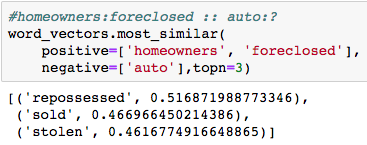 #homeowners:foreclosed :: auto:?
word_vectors.most_similar(
    positive=['homeowners', 'foreclosed'],
    negative=['auto'],topn=3)
[('repossessed', 0.516871988773346),
 ('sold', 0.466966450214386),
 ('stolen', 0.4616774916648865)]